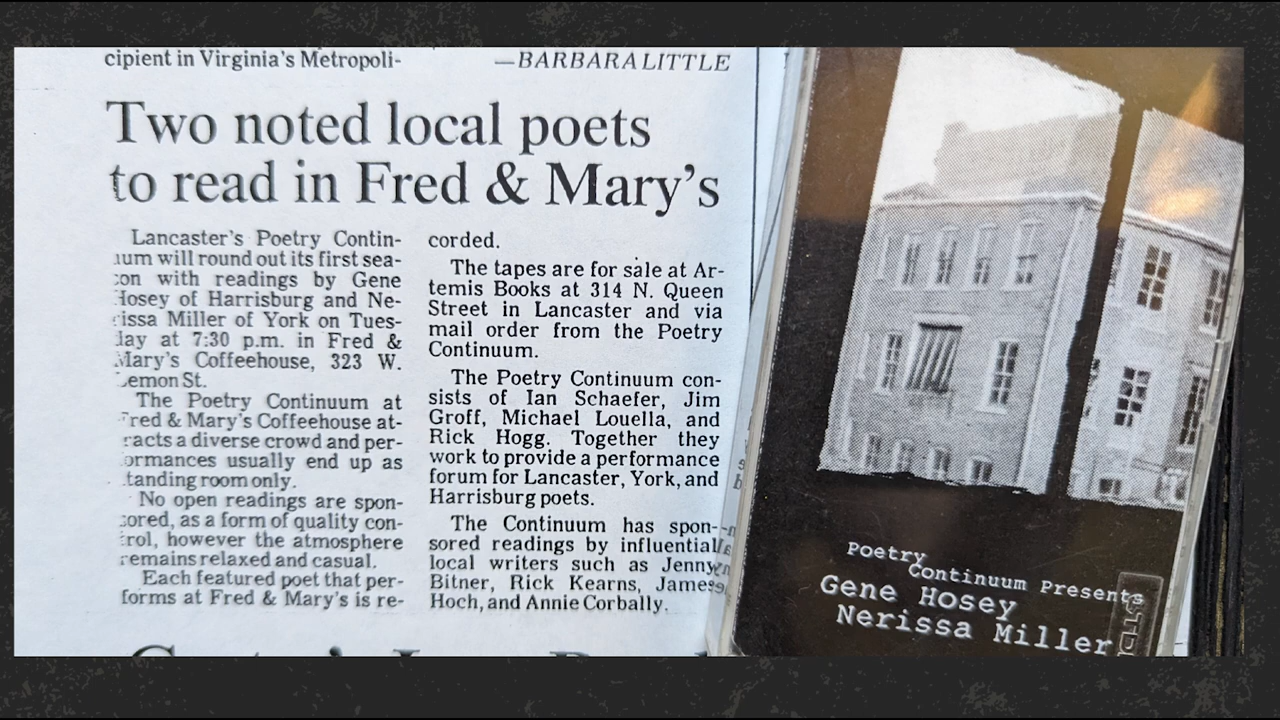 cipient in Virginia's Metropoli-
—BARBARA LITTLE
Two noted local poets
to read in Fred & Mary's
Lancaster's Poetry Contin-
uum will round out its first sea-
son with readings by Gene
Hosey of Harrisburg and Ne-
rissa Miller of York on Tues-
day at 7:30 p.m. in Fred &
Mary's Coffeehouse, 323 W.
Lemon St.
The Poetry Continuum at
Fred & Mary's Coffeehouse at-
tracts a diverse crowd and per-
formances usually end up as
standing room only.
No open readings are spon-
sored, as a form of quality con-
trol, however the atmosphere
remains relaxed and casual.
Each featured poet that per-
forms at Fred & Mary's is re-
corded.
The tapes are for sale at Ar-
temis Books at 314 N. Queen
Street in Lancaster and via
mail order from the Poetry
Continuum.
The Poetry Continuum con-
sists of Ian Schaefer, Jim
Groff, Michael Louella, and
Rick Hogg. Together they
work to provide a performance
forum for Lancaster, York, and
Harrisburg poets.
The Continuum has spon-
sored readings by influential
local writers such as Jenny
Bitner, Rick Kearns, James
Hoch, and Annie Corbally.
Poetry
Continuum Presents
Gene Hosey
Nerissa Miller